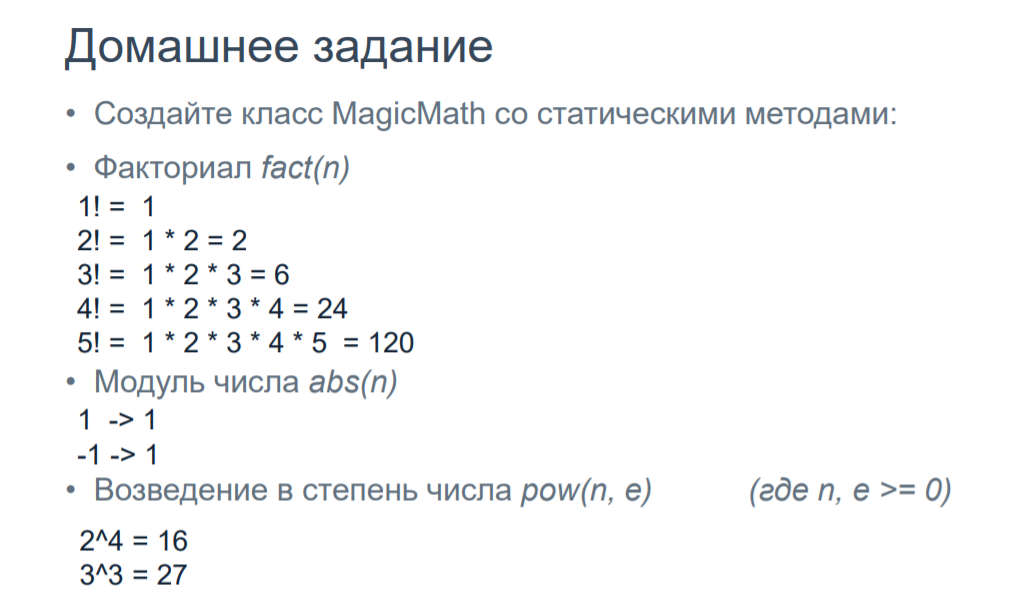 Домашнее задание
• Создайте класс MagicMath со статическими методами:
• Факториал fact(n)
1! = 1
2! = 1 * 2 = 2
3! = 1 * 2 * 3 = 6
4! = 1 * 2 * 3 * 4 = 24
5! = 1 * 2 * 3 * 4 * 5 = 120
• Модуль числа abs(n)
1 -> 1
-1 -> 1
• Возведение в степень числа pow(n, e) (где n, e >= 0)
2^4 = 16
3^3 = 27